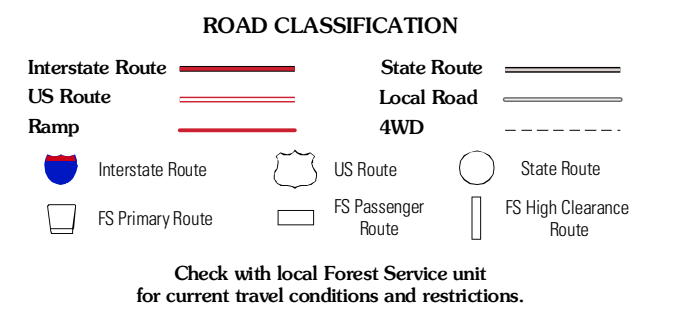 ROAD CLASSIFICATION
Interstate Route
State Route
US Route
Local Road
Ramp
4WD
Interstate Route
US Route
State Route
FS Primary Route
FS Passenger
Route
FS High Clearance
Route
Check with local Forest Service unit
for current travel conditions and restrictions.